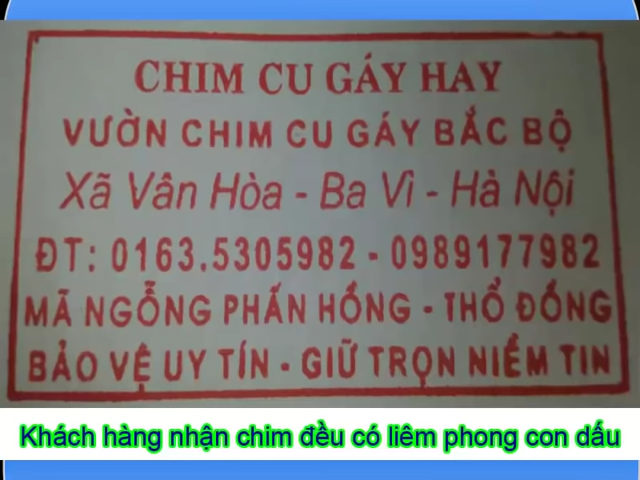 CHIM CU GÁY HAY
VƯỜN CHIM CU GÁY BẮC BỘ
Xã Vân Hòa - Ba Vì - Hà Nội
ĐT: 0163.5305982 - 0989177982
MÃ NGỖNG PHẤN HỒNG - THỔ ĐỒNG
BẢO VỆ UY TÍN - GIỮ TRỌN NIỀM TIN
Khách hàng nhận chim đều có liêm phong con dấu